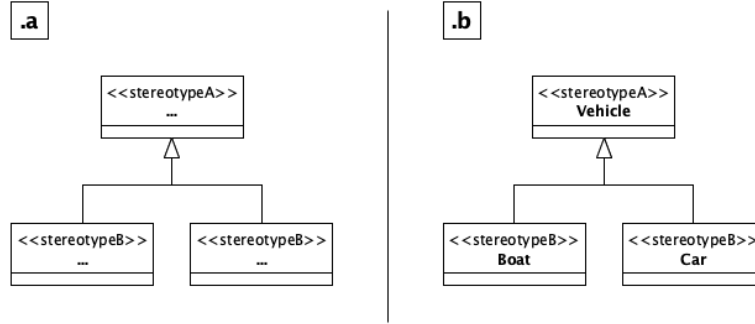 .a
<<stereotypeA>>
...
<<stereotypeB>>
...
<<stereotypeB>>
...
.b
<<stereotypeA>>
Vehicle
<<stereotypeB>>
Boat
<<stereotypeB>>
Car